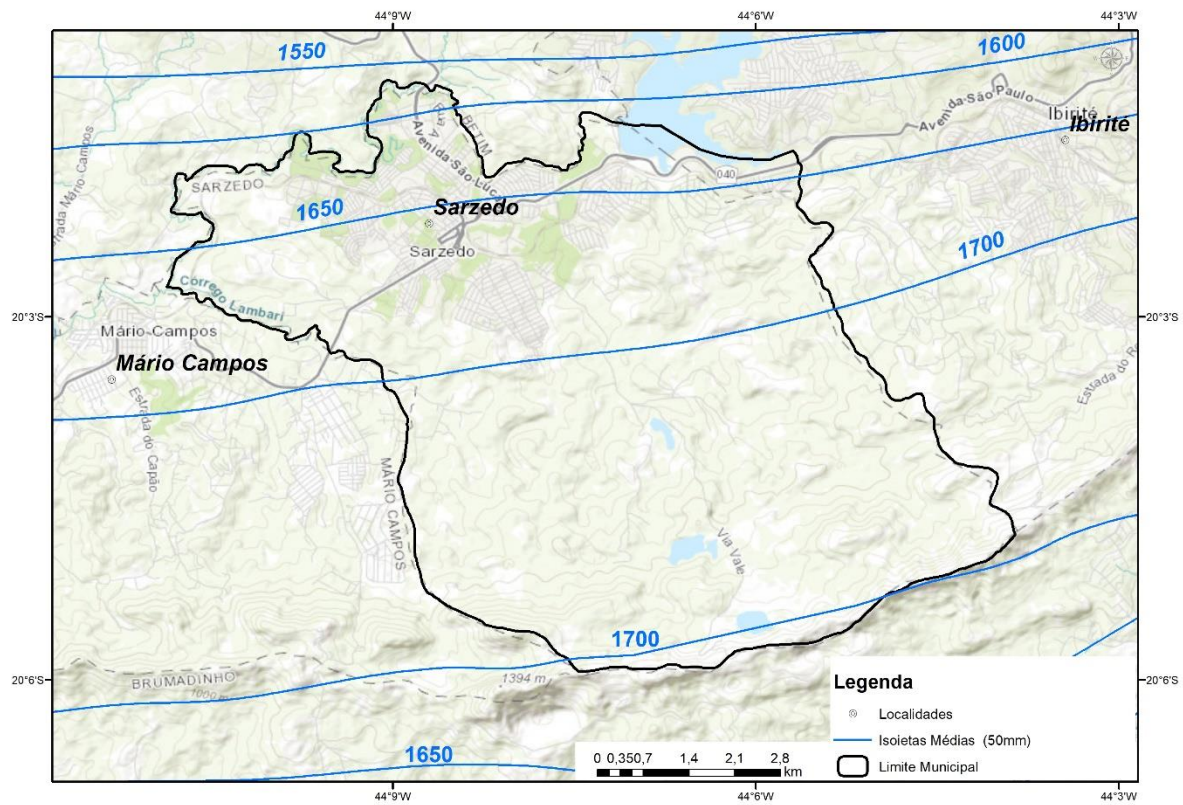 44°9'W
44°6'W
44°3'W
1550
1600
Avenida São Paulo
Ibirité
Ibirité
BETIM
Avenida São Lucas
040
SARZEDO
1650
Sarzedo
Sarzedo
1700
20°3'S
20°3'S
Córrego Lambari
Mário Campos
Mário Campos
Estrada do Capão
MÁRIO CAMPOS
Via Vale
1700
20°6'S
20°6'S
BRUMADINHO
1000 m
1394 m
1650
Legenda
Localidades
Isoietas Médias (50mm)
Limite Municipal
0 0,35 0,7 1,4 2,1 2,8
km
44°9'W
44°6'W
44°3'W